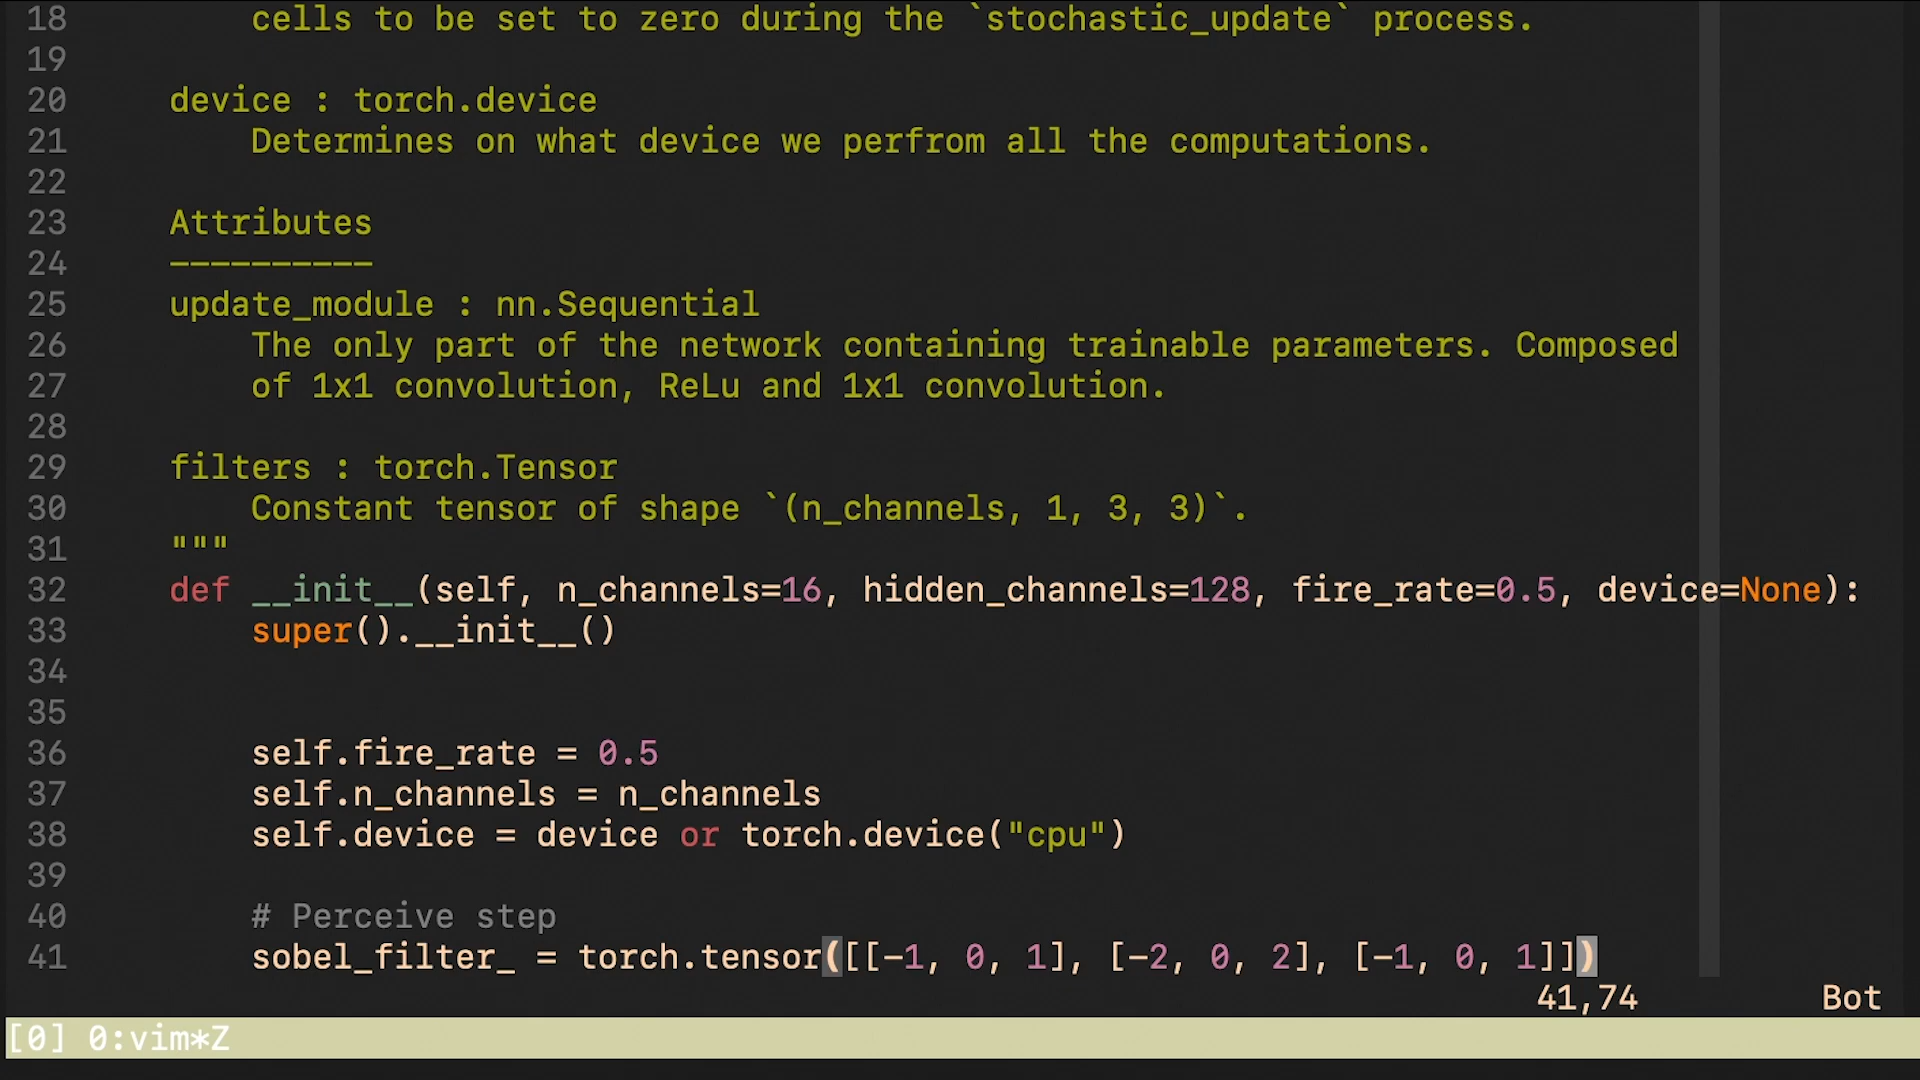 18 cells to be set to zero during the `stochastic_update` process.
19
20 device : torch.device
21 Determines on what device we perfrom all the computations.
22
23 Attributes
24 ----------
25 update_module : nn.Sequential
26 The only part of the network containing trainable parameters. Composed
27 of 1x1 convolution, ReLu and 1x1 convolution.
28
29 filters : torch.Tensor
30 Constant tensor of shape `(n_channels, 1, 3, 3)`.
31 """
32 def __init__(self, n_channels=16, hidden_channels=128, fire_rate=0.5, device=None):
33 super().__init__()
34
35
36 self.fire_rate = 0.5
37 self.n_channels = n_channels
38 self.device = device or torch.device("cpu")
39
40 # Perceive step
41 sobel_filter_ = torch.tensor([[-1, 0, 1], [-2, 0, 2], [-1, 0, 1]])
41,74 Bot
[0] 0:vim*Z